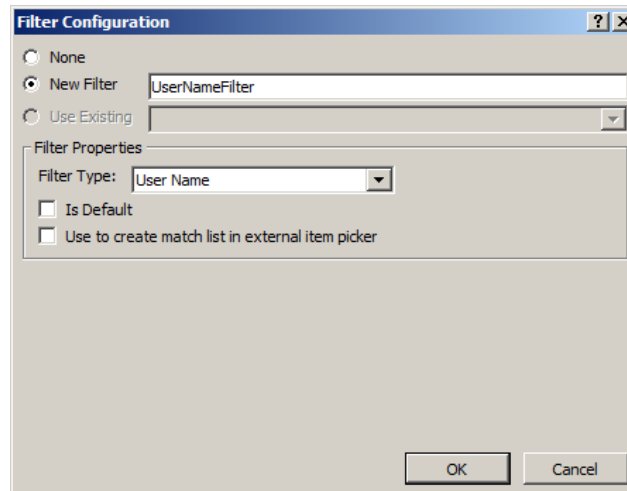 Filter Configuration
None
New Filter UserNameFilter
Use Existing
Filter Properties
Filter Type: User Name
Is Default
Use to create match list in external item picker
OK Cancel